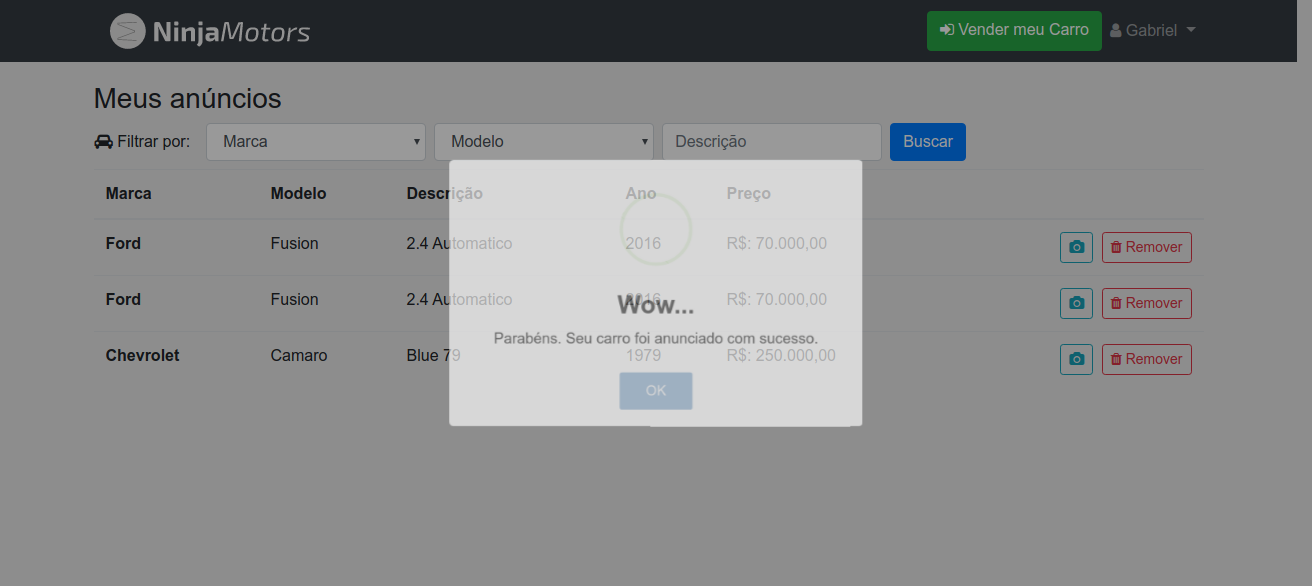 NinjaMotors
Vender meu Carro
Gabriel
Meus anúncios
Filtrar por:
Marca
Modelo
Descrição
Buscar
Marca Modelo Descrição Ano Preço
Ford Fusion 2.4 Automatico 2016 R$: 70.000,00 Remover
Ford Fusion 2.4 Automatico 2016 R$: 70.000,00 Remover
Chevrolet Camaro Blue 79 1979 R$: 250.000,00 Remover
Wow...
Parabéns. Seu carro foi anunciado com sucesso.
OK